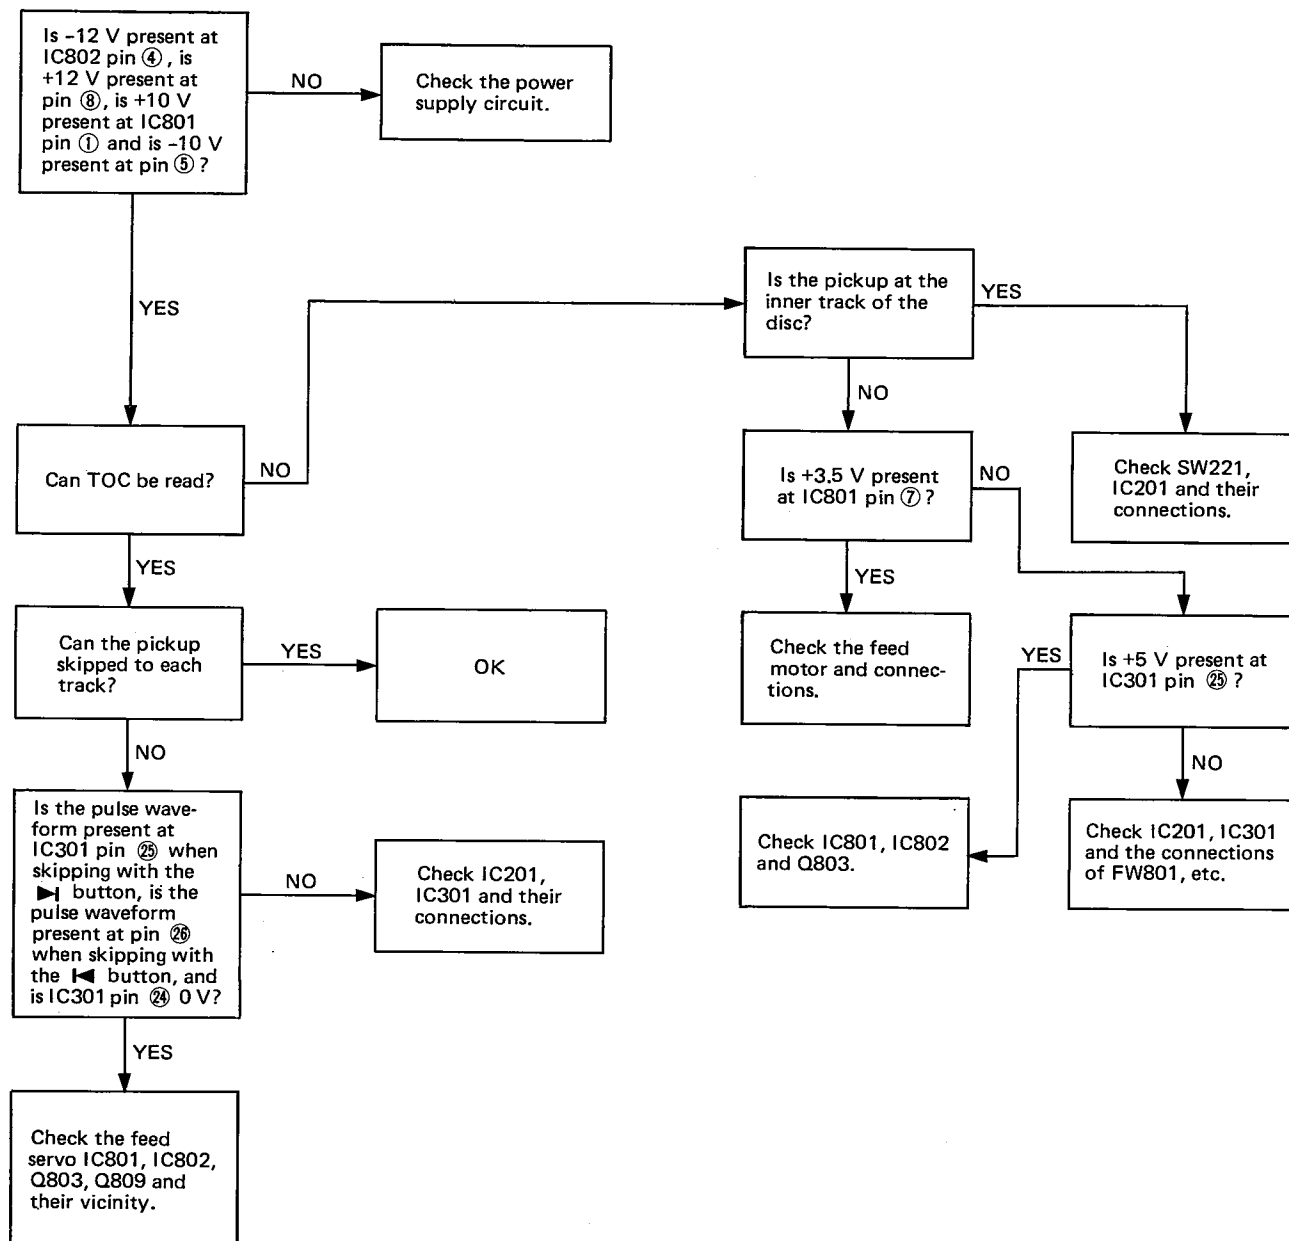 Is –12 V present at
IC802 pin ④, is
+12 V present at
pin ⑧, is +10 V
present at IC801
pin ① and is –10 V
present at pin ⑤ ?
NO
Check the power
supply circuit.
YES
Is the pickup at the
inner track of the
disc?
YES
NO
Can TOC be read?
NO
Is +3.5 V present
at IC801 pin ⑦ ?
NO
Check SW221,
IC201 and their
connections.
YES
YES
Can the pickup
skipped to each
track?
YES
OK
Check the feed
motor and connec-
tions.
YES
Is +5 V present at
IC301 pin ㉕ ?
NO
NO
Is the pulse wave-
form present at
IC301 pin ㉕ when
skipping with the
▶| button, is the
pulse waveform
present at pin ㉖
when skipping with
the |◀ button, and
is IC301 pin ㉔ 0 V?
NO
Check IC201,
IC301 and their
connections.
Check IC801, IC802
and Q803.
Check IC201, IC301
and the connections
of FW801, etc.
YES
Check the feed
servo IC801, IC802,
Q803, Q809 and
their vicinity.